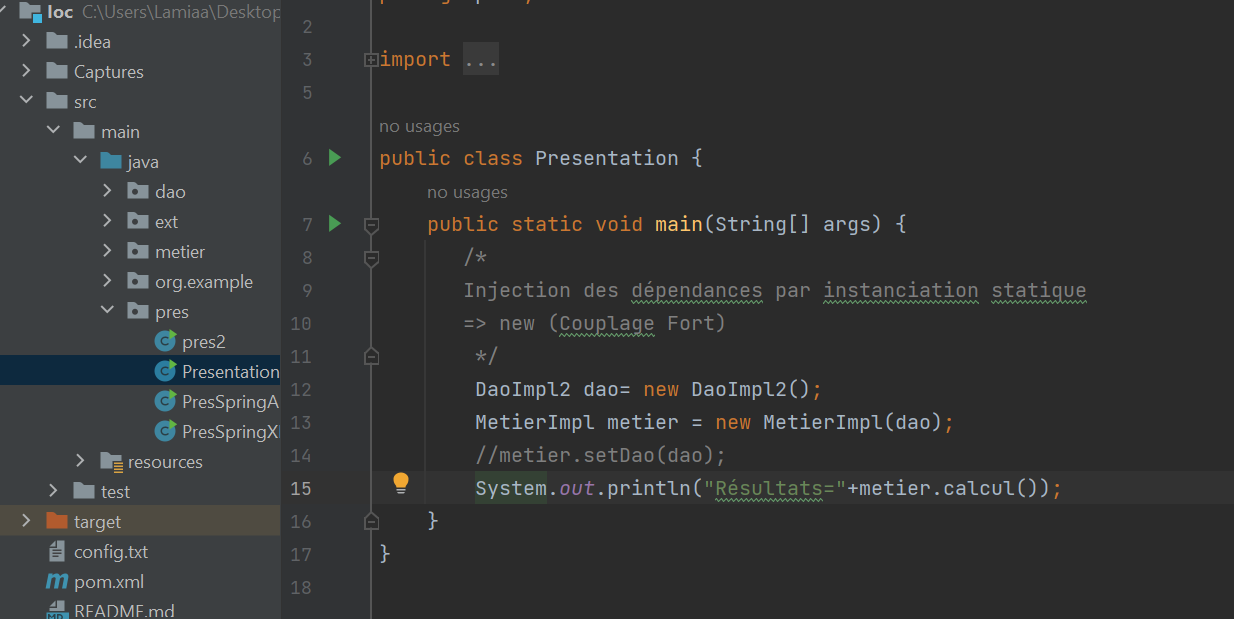 Ioc C:\Users\Lamiaa\Desktop
.idea
Captures
src
main
java
dao
ext
metier
org.example
pres
pres2
Presentation
PresSpringA
PresSpringX
resources
test
target
config.txt
pom.xml
README.md
2
3 import ...
5
no usages
6 public class Presentation {
no usages
7 public static void main(String[] args) {
8 /*
9 Injection des dépendances par instanciation statique
10 => new (Couplage Fort)
11 */
12 DaoImpl2 dao= new DaoImpl2();
13 MetierImpl metier = new MetierImpl(dao);
14 //metier.setDao(dao);
15 System.out.println("Résultats="+metier.calcul());
16 }
17 }
18